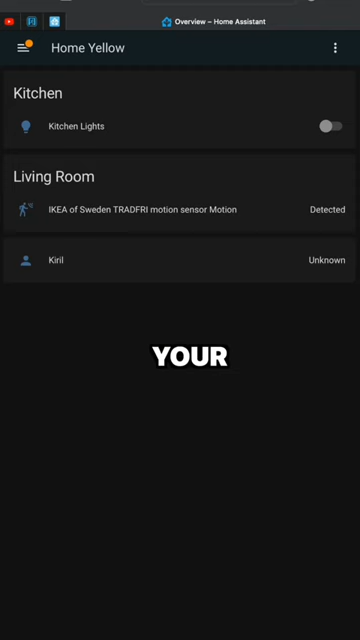 Overview – Home Assistant
Home Yellow
Kitchen
Kitchen Lights
Living Room
IKEA of Sweden TRADFRI motion sensor Motion Detected
Kiril Unknown
YOUR